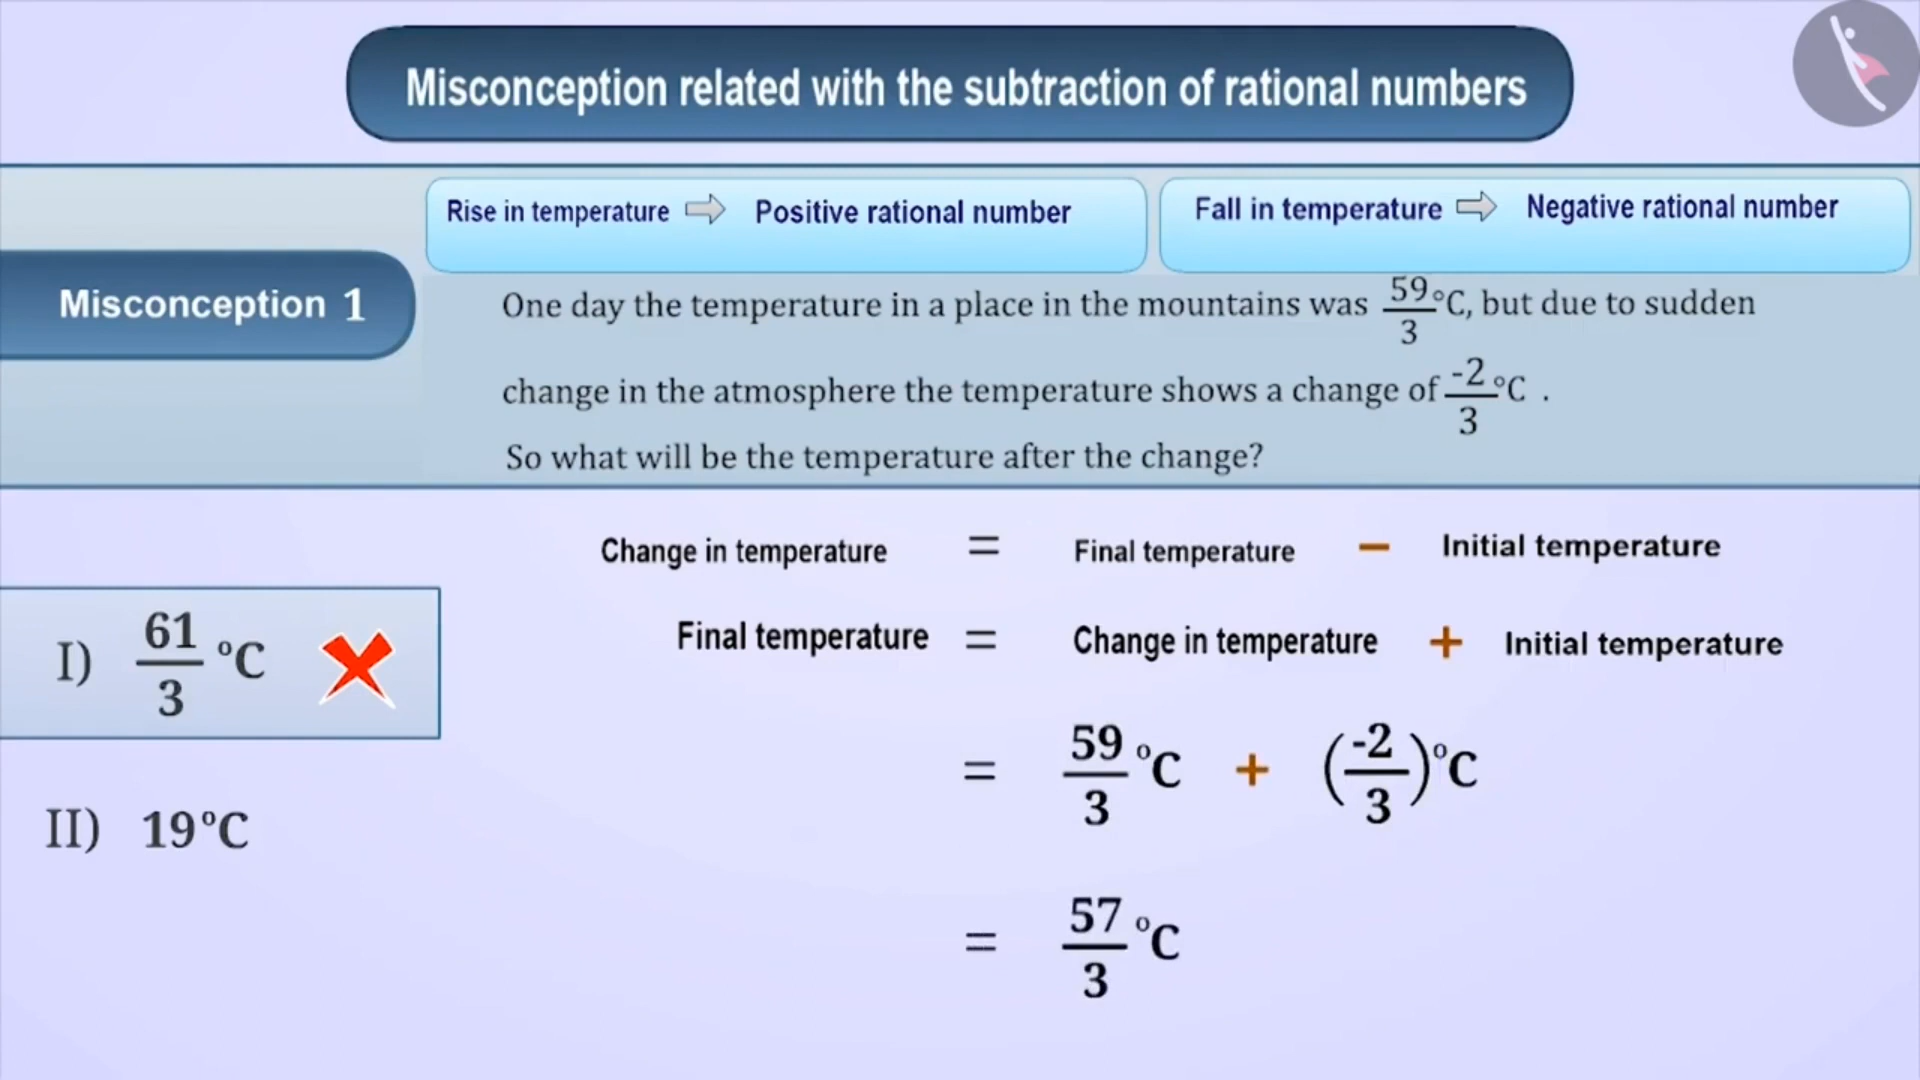 Misconception related with the subtraction of rational numbers
Rise in temperature ⇨ Positive rational number
Fall in temperature ⇨ Negative rational number
Misconception 1
One day the temperature in a place in the mountains was 59/3 °C, but due to sudden
change in the atmosphere the temperature shows a change of -2/3 °C .
So what will be the temperature after the change?
Change in temperature = Final temperature − Initial temperature
Final temperature = Change in temperature + Initial temperature
I) 61/3 °C
= 59/3 °C + (-2/3)°C
II) 19°C
= 57/3 °C